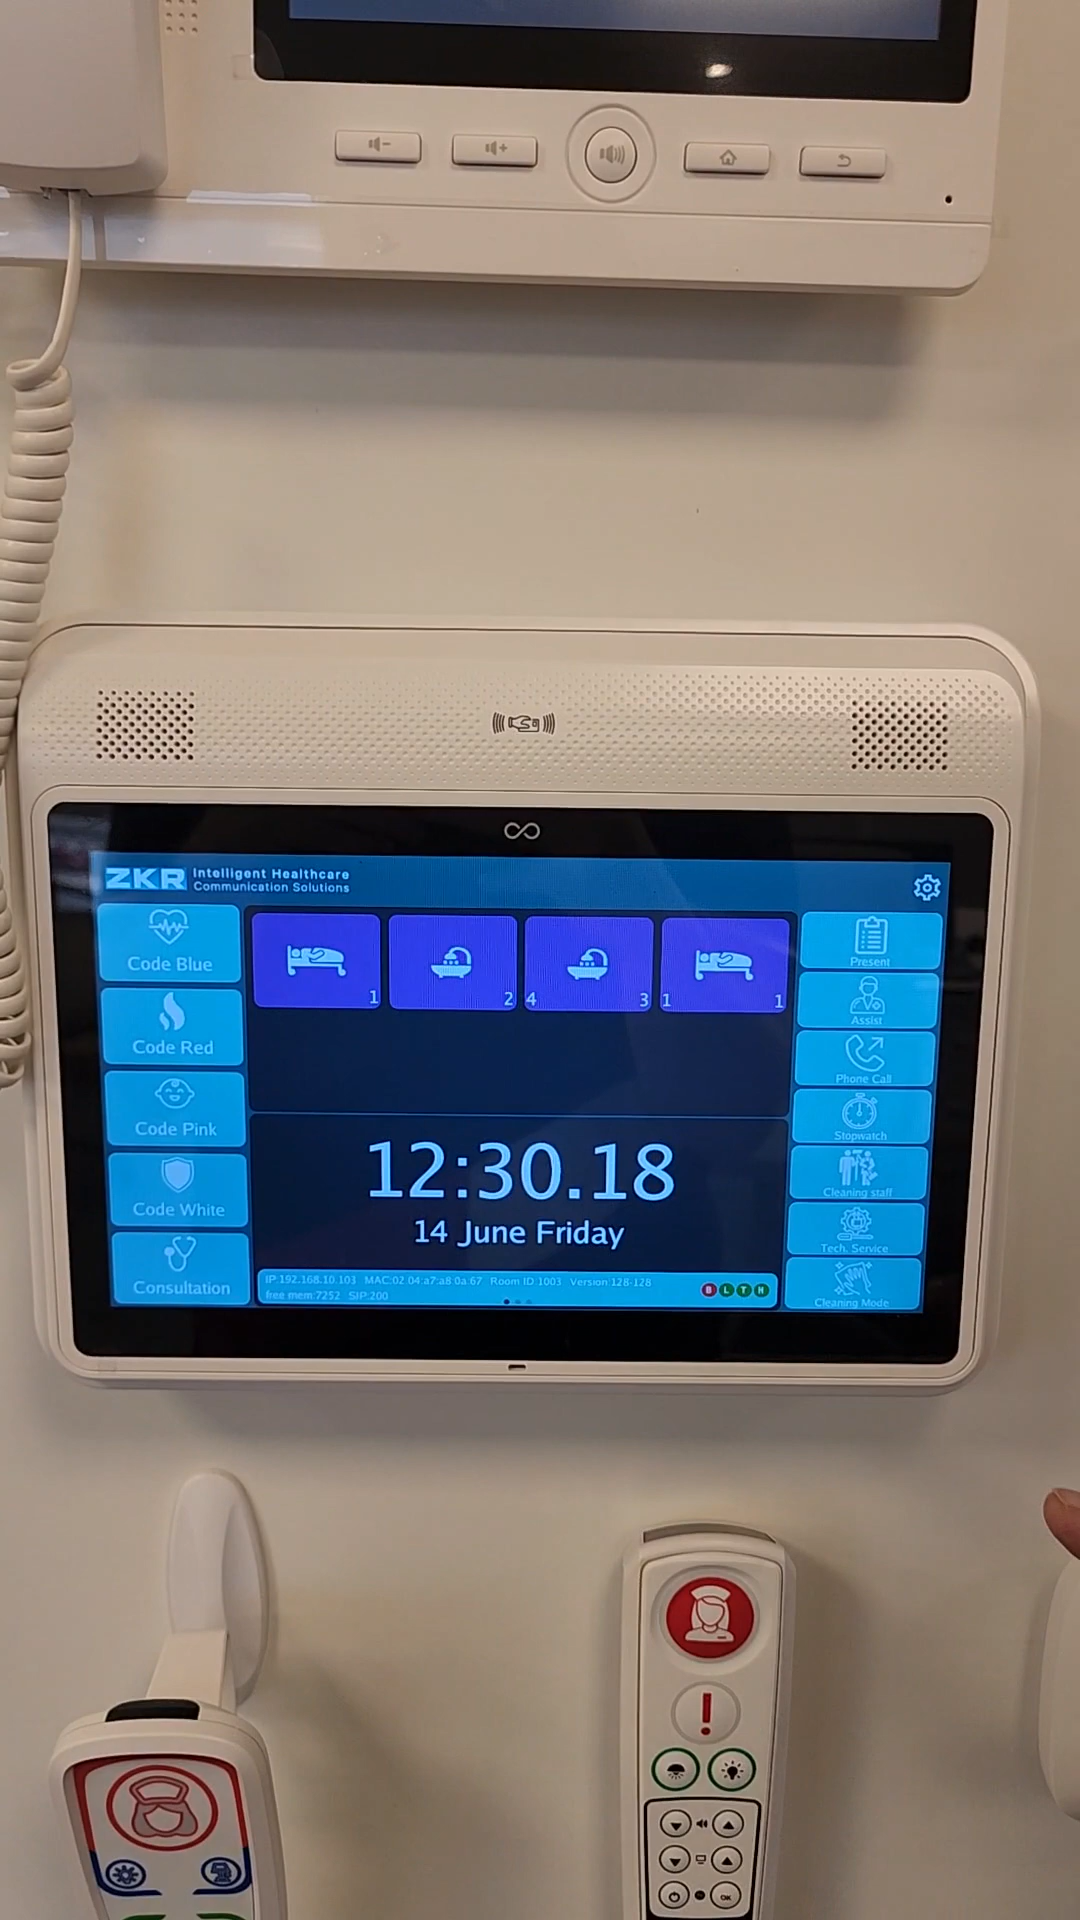 ZKR Intelligent Healthcare
Communication Solutions
Code Blue
Code Red
Code Pink
Code White
Consultation
1
2
4 3
1 1
12:30.18
14 June Friday
IP:192.168.10.103 MAC:02:04:a7:a8:0a:67 Room ID 1003 Version 128-128
free mem:7252 SIP:200
B L T H
Present
Assist
Phone Call
Stopwatch
Cleaning staff
Tech. Service
Cleaning Mode
!
OK